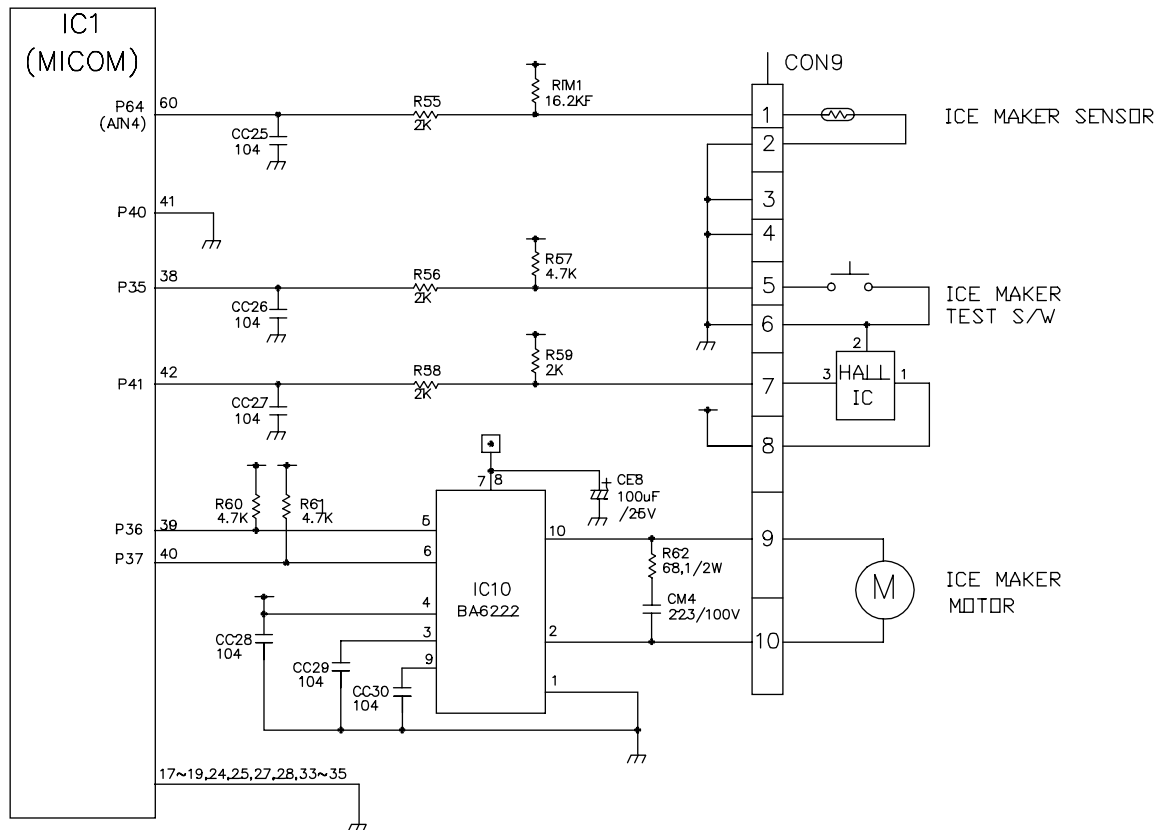 IC1
(MICOM)
CON9
P64
(AIN4)
60
CC25
104
R55
2K
RIM1
16.2KF
1
ICE MAKER SENSOR
2
P40
41
3
4
P35
38
CC26
104
R56
2K
R57
4.7K
5
ICE MAKER
TEST S/W
6
P41
42
CC27
104
R58
2K
R59
2K
7
2
3
HALL
IC
1
8
7
8
CE8
+
100uF
/25V
R60
4.7K
R61
4.7K
P36
39
5
10
9
P37
40
6
R62
68,1/2W
M
ICE MAKER
MOTOR
IC10
BA6222
CM4
223/100V
4
CC28
104
3
2
10
CC29
104
9
CC30
104
1
17~19,24,25,27,28,33~35